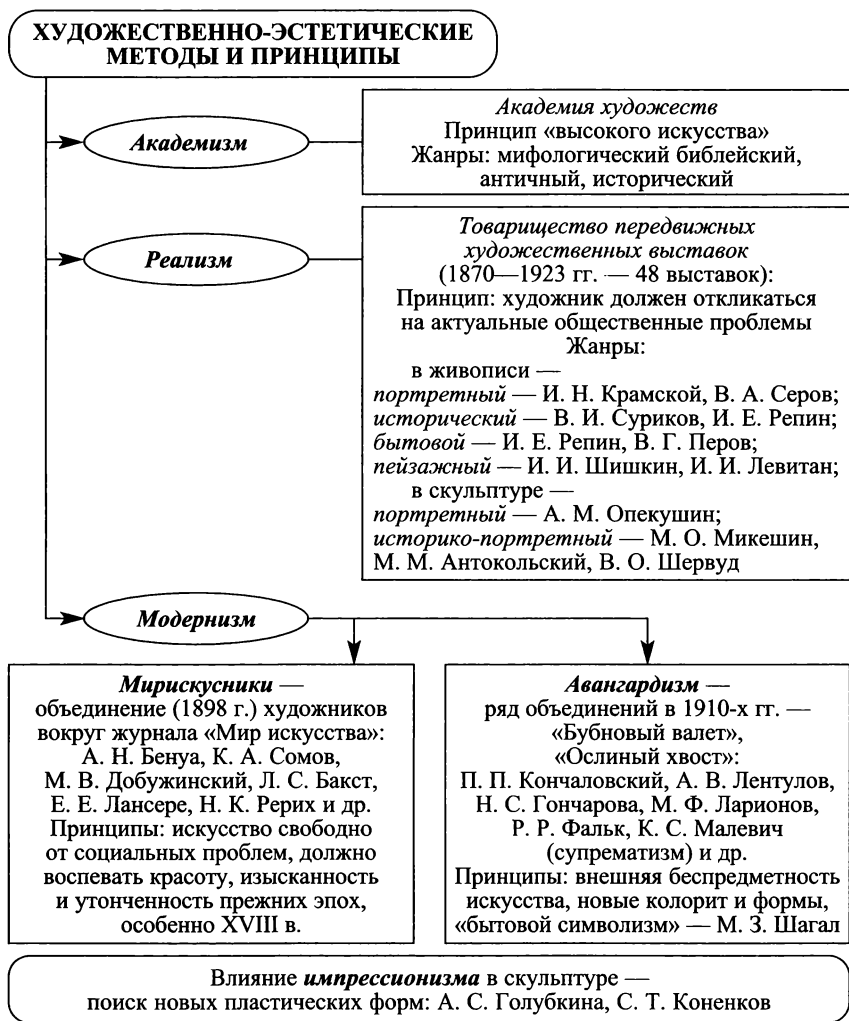 ХУДОЖЕСТВЕННО-ЭСТЕТИЧЕСКИЕ
МЕТОДЫ И ПРИНЦИПЫ
Академизм
Академия художеств
Принцип «высокого искусства»
Жанры: мифологический библейский,
античный, исторический
Реализм
Товарищество передвижных
художественных выставок
(1870—1923 гг. — 48 выставок):
Принцип: художник должен откликаться
на актуальные общественные проблемы
Жанры:
в живописи —
портретный — И. Н. Крамской, В. А. Серов;
исторический — В. И. Суриков, И. Е. Репин;
бытовой — И. Е. Репин, В. Г. Перов;
пейзажный — И. И. Шишкин, И. И. Левитан;
в скульптуре —
портретный — А. М. Опекушин;
историко-портретный — М. О. Микешин,
М. М. Антокольский, В. О. Шервуд
Модернизм
Мирискусники —
объединение (1898 г.) художников
вокруг журнала «Мир искусства»:
А. Н. Бенуа, К. А. Сомов,
М. В. Добужинский, Л. С. Бакст,
Е. Е. Лансере, Н. К. Рерих и др.
Принципы: искусство свободно
от социальных проблем, должно
воспевать красоту, изысканность
и утонченность прежних эпох,
особенно XVIII в.
Авангардизм —
ряд объединений в 1910-х гг. —
«Бубновый валет»,
«Ослиный хвост»:
П. П. Кончаловский, А. В. Лентулов,
Н. С. Гончарова, М. Ф. Ларионов,
Р. Р. Фальк, К. С. Малевич
(супрематизм) и др.
Принципы: внешняя беспредметность
искусства, новые колорит и формы,
«бытовой символизм» — М. З. Шагал
Влияние импрессионизма в скульптуре —
поиск новых пластических форм: А. С. Голубкина, С. Т. Коненков